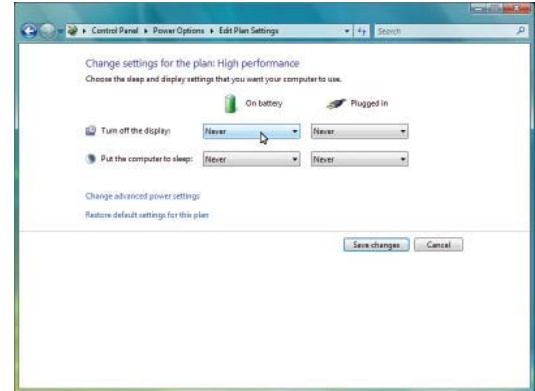 Control Panel ▸ Power Options ▸ Edit Plan Settings
Search
Change settings for the plan: High performance
Choose the sleep and display settings that you want your computer to use.
On battery Plugged in
Turn off the display: Never Never
Put the computer to sleep: Never Never
Change advanced power settings
Restore default settings for this plan
Save changes Cancel